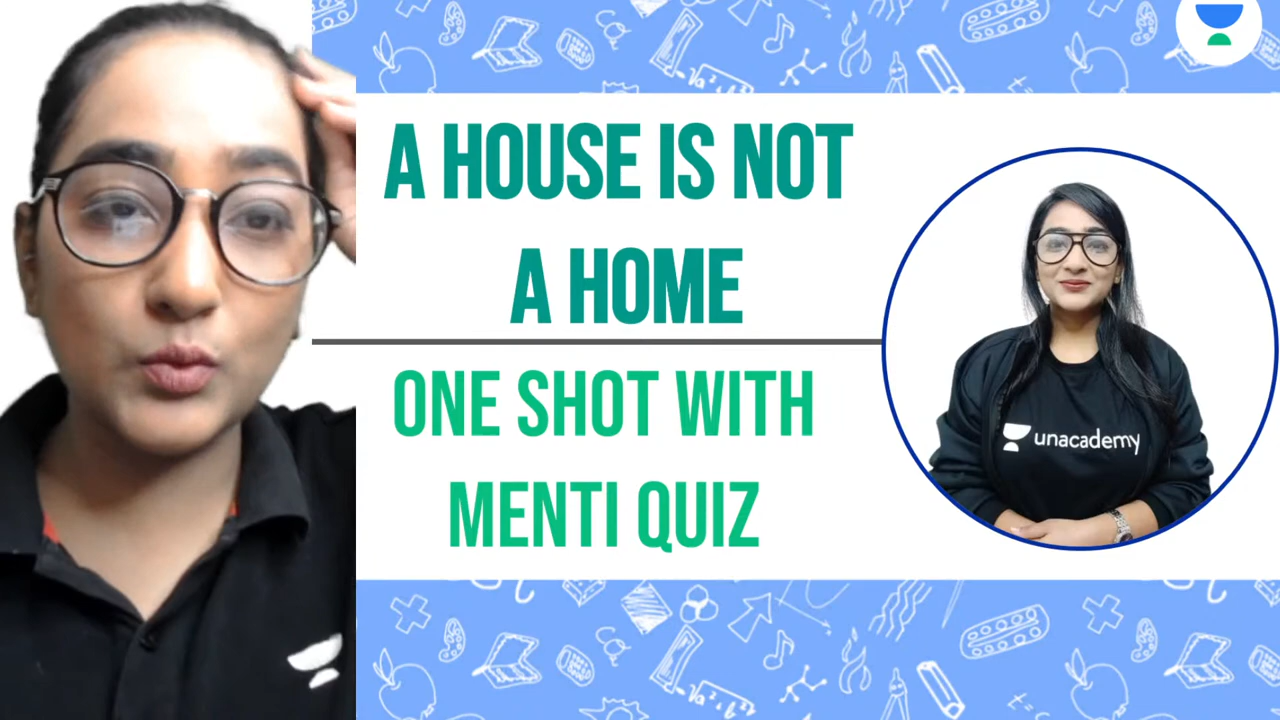 A HOUSE IS NOT
A HOME
ONE SHOT WITH
MENTI QUIZ
unacademy